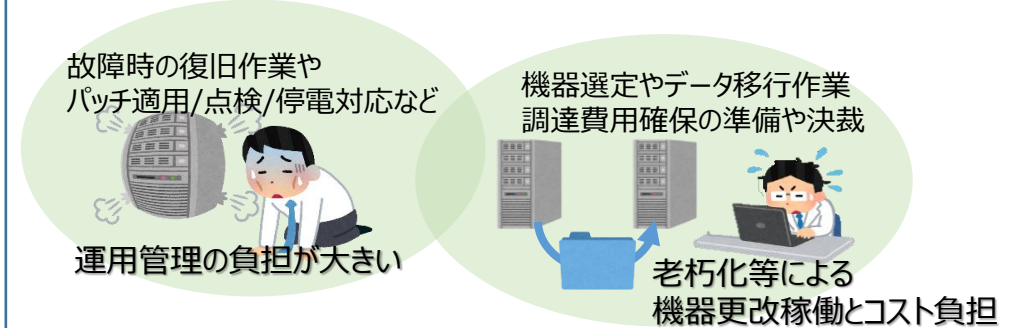 故障時の復旧作業や
パッチ適用/点検/停電対応など
運用管理の負担が大きい
機器選定やデータ移行作業
調達費用確保の準備や決裁
老朽化等による
機器更改稼働とコスト負担